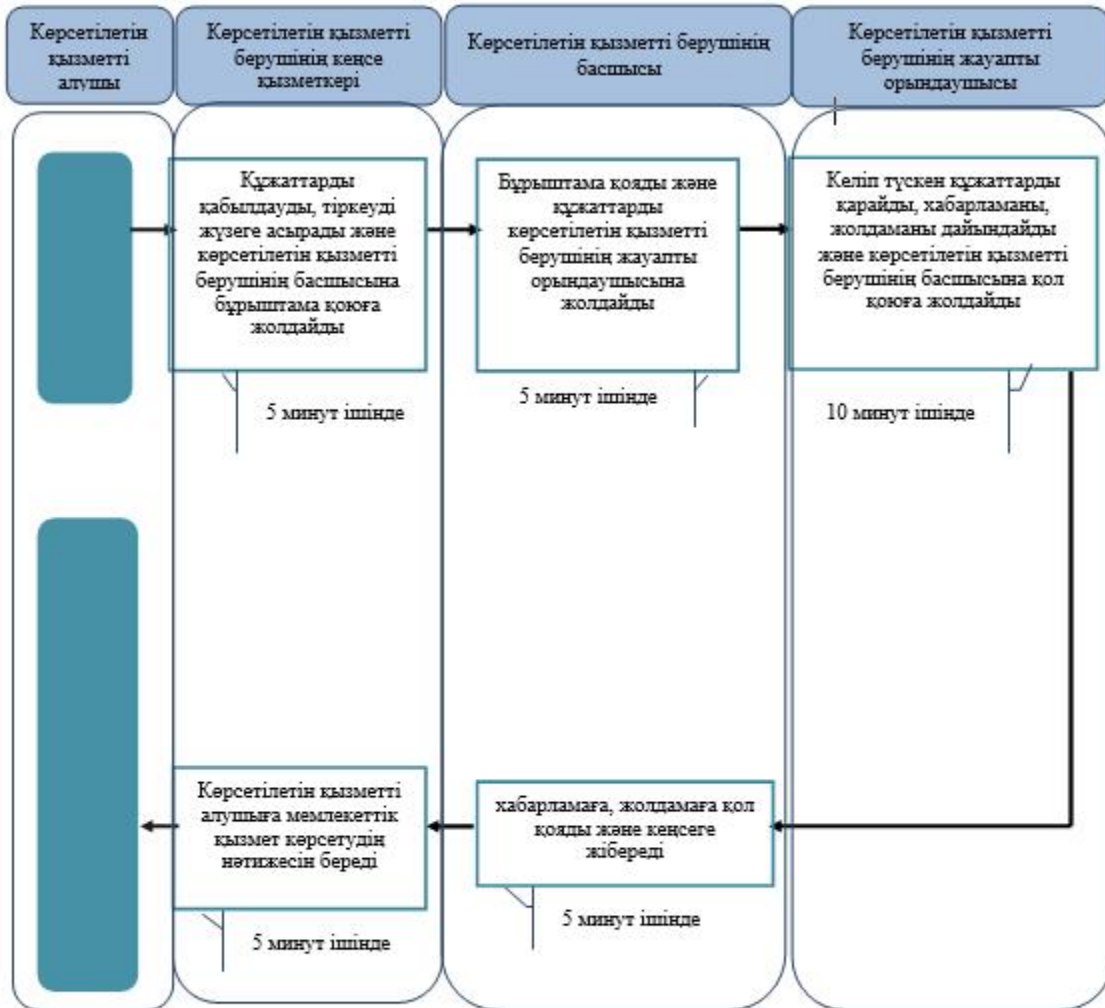 Көрсетілетін
қызметті
алушы
Көрсетілетін қызметті
берушінің кеңсе
қызметкері
Көрсетілетін қызметті берушінің
басшысы
Көрсетілетін қызметті
берушінің жауапты
орындаушысы
Құжаттарды
қабылдауды, тіркеуді
жүзеге асырады және
көрсетілетін қызметті
берушінің басшысына
бұрыштама қоюға
жолдайды
Бұрыштама қояды және
құжаттарды
көрсетілетін қызметті
берушінің жауапты
орындаушысына
жолдайды
Келіп түскен құжаттарды
қарайды, хабарламаны,
жолдаманы дайындайды
және көрсетілетін қызметті
берушінің басшысына қол
қоюға жолдайды
5 минут ішінде
5 минут ішінде
10 минут ішінде
Көрсетілетін қызметті
алушыға мемлекеттік
қызмет көрсетудің
нәтижесін береді
хабарламаға, жолдамаға қол
қояды және кеңсеге
жібереді
5 минут ішінде
5 минут ішінде